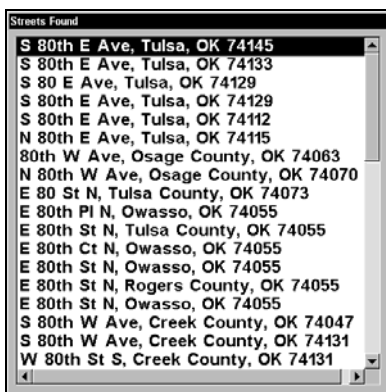 Streets Found
S 80th E Ave, Tulsa, OK 74145
S 80th E Ave, Tulsa, OK 74133
S 80 E Ave, Tulsa, OK 74129
S 80th E Ave, Tulsa, OK 74129
S 80th E Ave, Tulsa, OK 74112
N 80th E Ave, Tulsa, OK 74115
80th W Ave, Osage County, OK 74063
N 80th W Ave, Osage County, OK 74070
E 80 St N, Tulsa County, OK 74073
E 80th Pl N, Owasso, OK 74055
E 80th St N, Tulsa County, OK 74055
E 80th Ct N, Owasso, OK 74055
E 80th St N, Owasso, OK 74055
E 80th St N, Rogers County, OK 74055
E 80th St N, Owasso, OK 74055
S 80th W Ave, Creek County, OK 74047
S 80th W Ave, Creek County, OK 74131
W 80th St S, Creek County, OK 74131